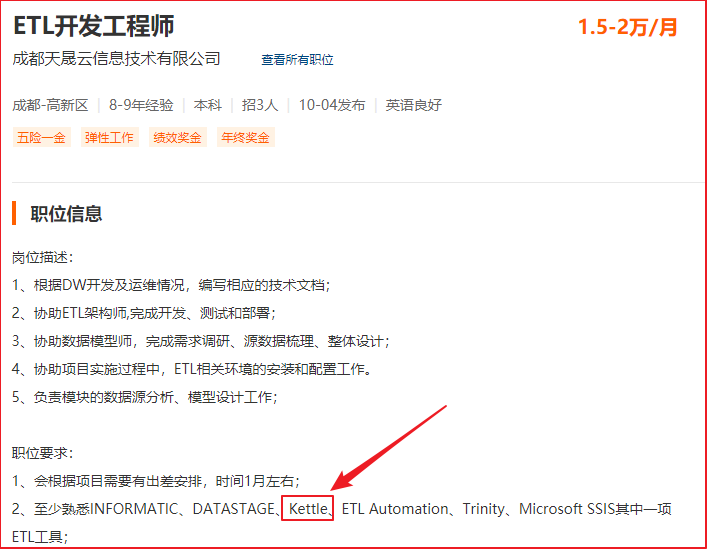 ETL开发工程师
1.5-2万/月
成都天晟云信息技术有限公司 查看所有职位
成都-高新区 | 8-9年经验 | 本科 | 招3人 | 10-04发布 | 英语良好
五险一金 弹性工作 绩效奖金 年终奖金
职位信息
岗位描述：
1、根据DW开发及运维情况，编写相应的技术文档；
2、协助ETL架构师,完成开发、测试和部署；
3、协助数据模型师，完成需求调研、源数据梳理、整体设计；
4、协助项目实施过程中，ETL相关环境的安装和配置工作。
5、负责模块的数据源分析、模型设计工作；
职位要求：
1、会根据项目需要有出差安排，时间1月左右；
2、至少熟悉INFORMATIC、DATASTAGE、Kettle、ETL Automation、Trinity、Microsoft SSIS其中一项
ETL工具；